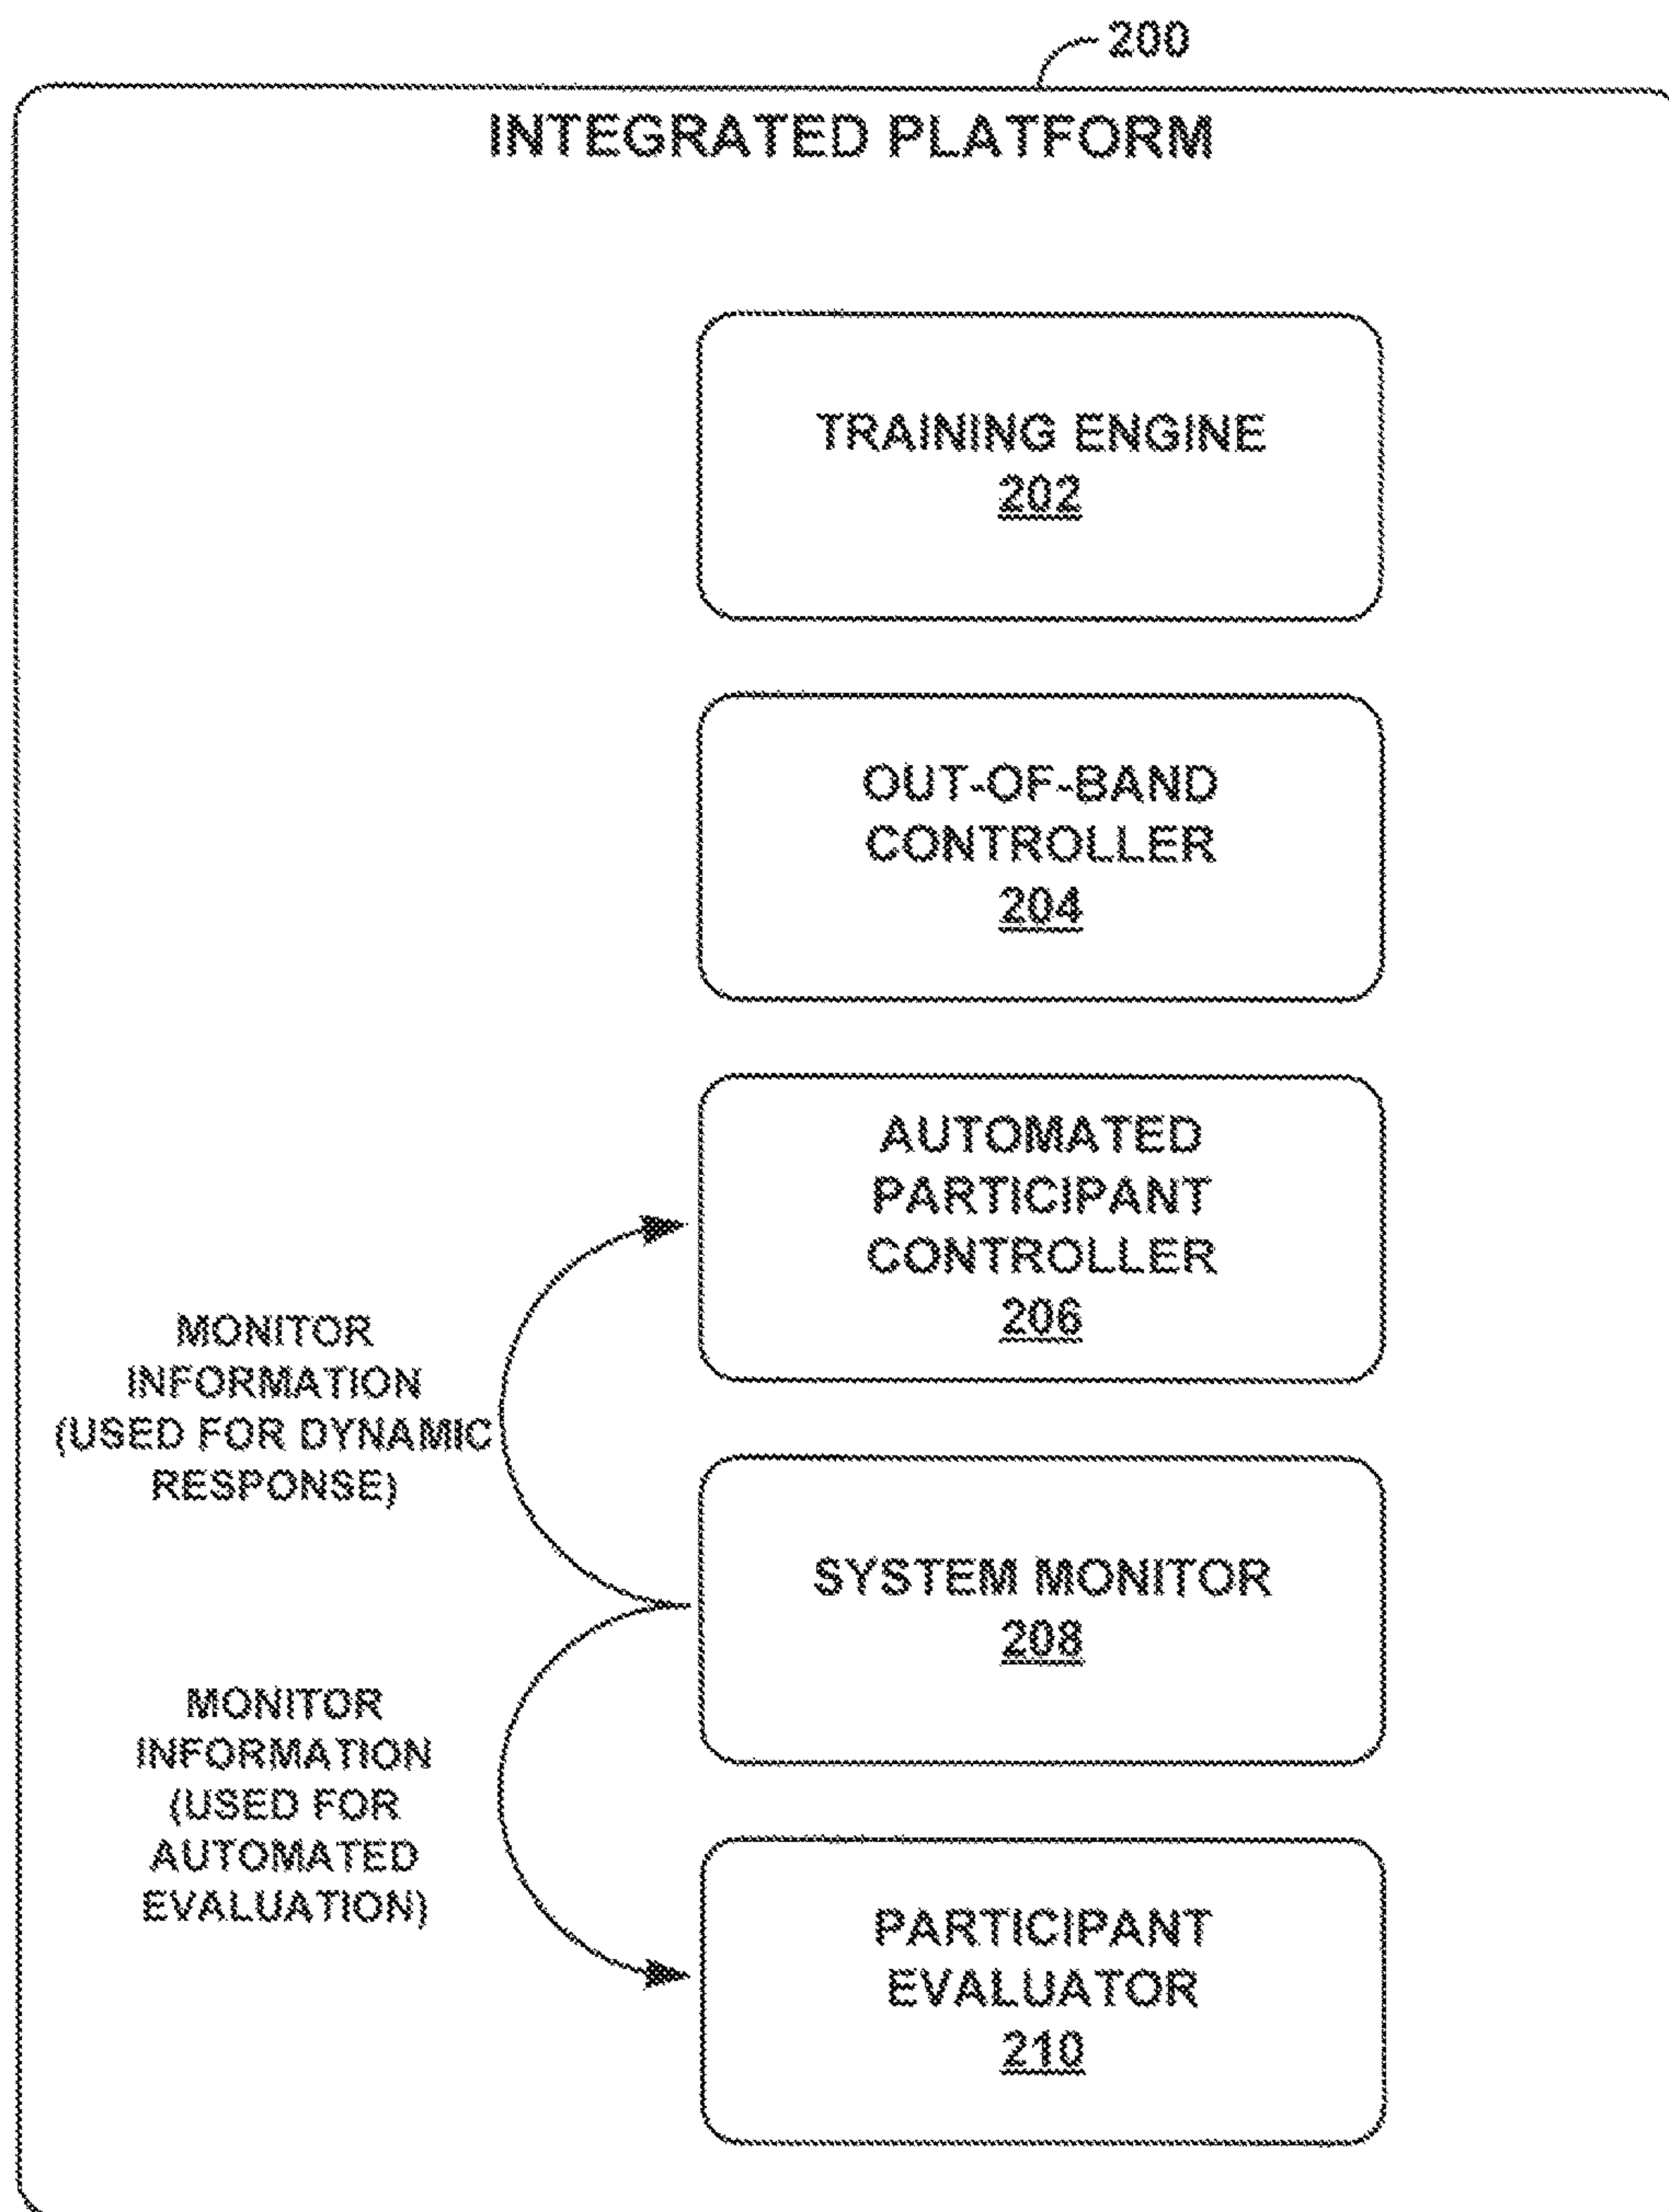 200
INTEGRATED PLATFORM
TRAINING ENGINE
202
OUT-OF-BAND
CONTROLLER
204
AUTOMATED
PARTICIPANT
CONTROLLER
206
MONITOR
INFORMATION
(USED FOR DYNAMIC
RESPONSE)
SYSTEM MONITOR
208
MONITOR
INFORMATION
(USED FOR
AUTOMATED
EVALUATION)
PARTICIPANT
EVALUATOR
210